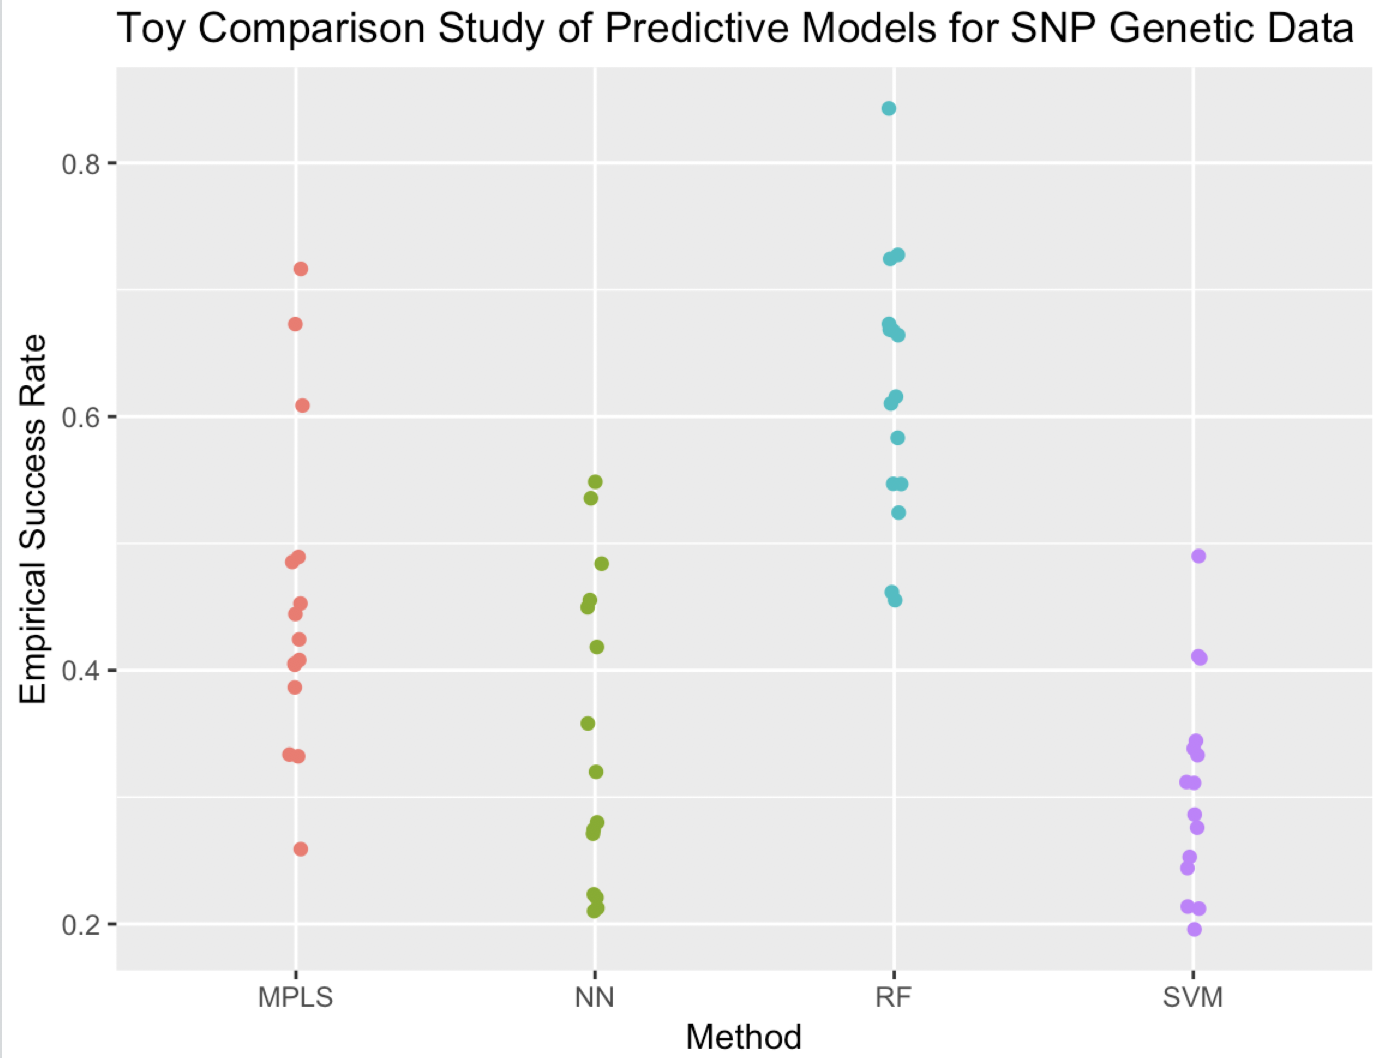 Toy Comparison Study of Predictive Models for SNP Genetic Data
Empirical Success Rate
0.8
0.6
0.4
0.2
MPLS NN RF SVM
Method